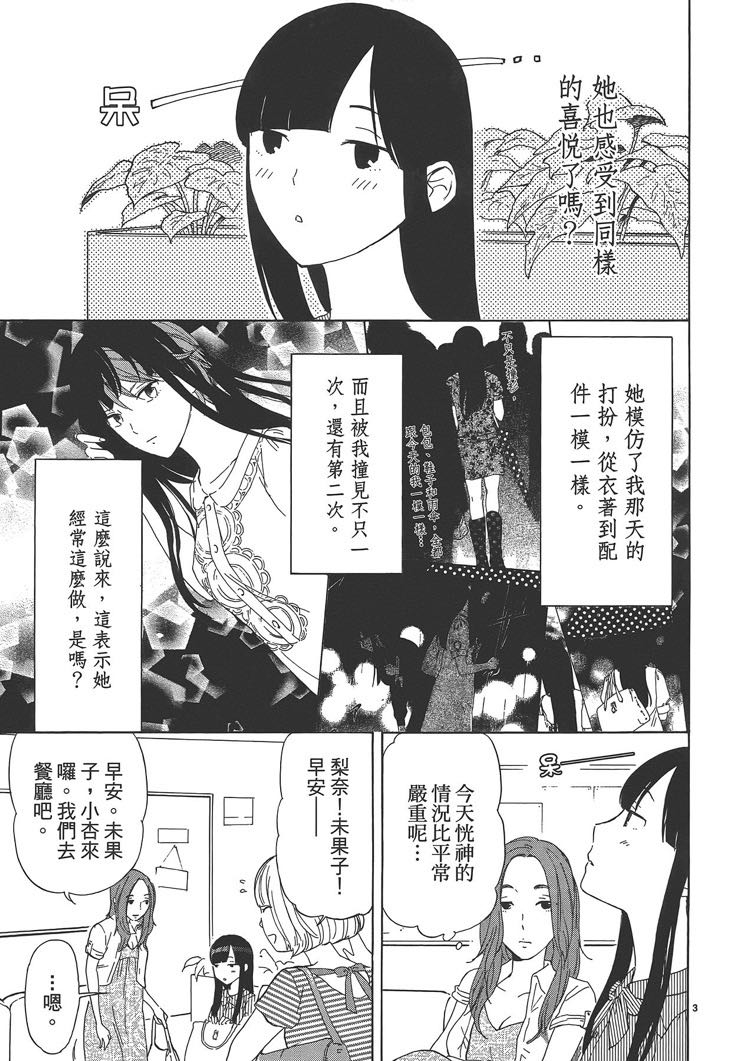 她也感受到同樣
的喜悅了嗎？
呆
她模仿了我那天的
打扮，從衣著到配
件一模一樣。
不只是撞衫，
包包、鞋子和雨傘，全都
跟今天的我一模一樣…
而且被我撞見不只一
次，還有第二次。
這麼說來，這表示她
經常這麼做，是嗎？
呆
今天恍神的
情況比平常
嚴重呢…
梨奈！未果子！
早安——
早安。未果
子，小杏來
囉。我們去
餐廳吧。
…嗯。
3